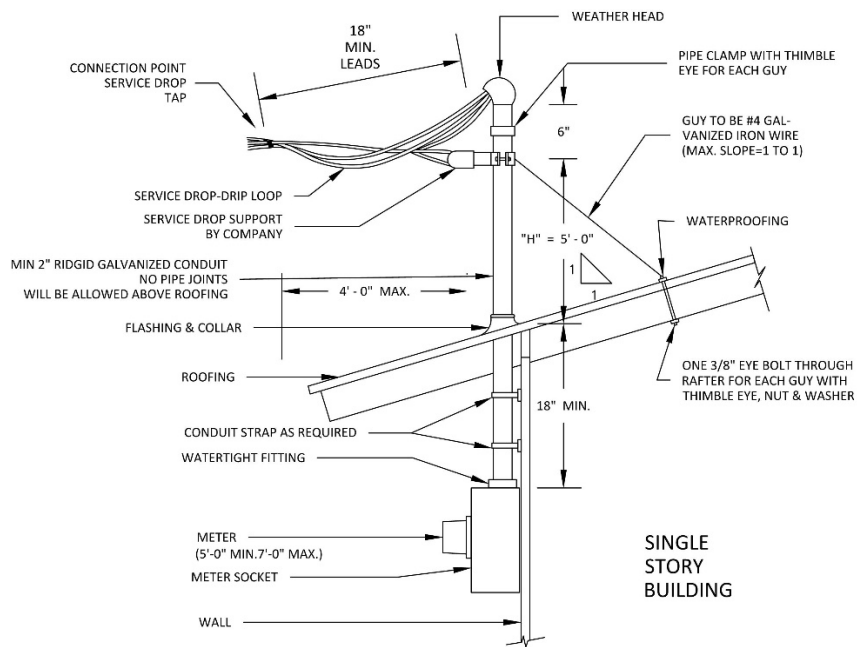 WEATHER HEAD
18"
MIN.
LEADS
CONNECTION POINT
SERVICE DROP
TAP
PIPE CLAMP WITH THIMBLE
EYE FOR EACH GUY
6"
GUY TO BE #4 GAL-
VANIZED IRON WIRE
(MAX. SLOPE=1 TO 1)
SERVICE DROP-DRIP LOOP
SERVICE DROP SUPPORT
BY COMPANY
WATERPROOFING
"H" = 5' - 0"
1
1
MIN 2" RIDGID GALVANIZED CONDUIT
NO PIPE JOINTS
WILL BE ALLOWED ABOVE ROOFING
4' - 0" MAX.
FLASHING & COLLAR
ROOFING
ONE 3/8" EYE BOLT THROUGH
RAFTER FOR EACH GUY WITH
THIMBLE EYE, NUT & WASHER
18" MIN.
CONDUIT STRAP AS REQUIRED
WATERTIGHT FITTING
METER
(5'-0" MIN.7'-0" MAX.)
METER SOCKET
WALL
SINGLE
STORY
BUILDING